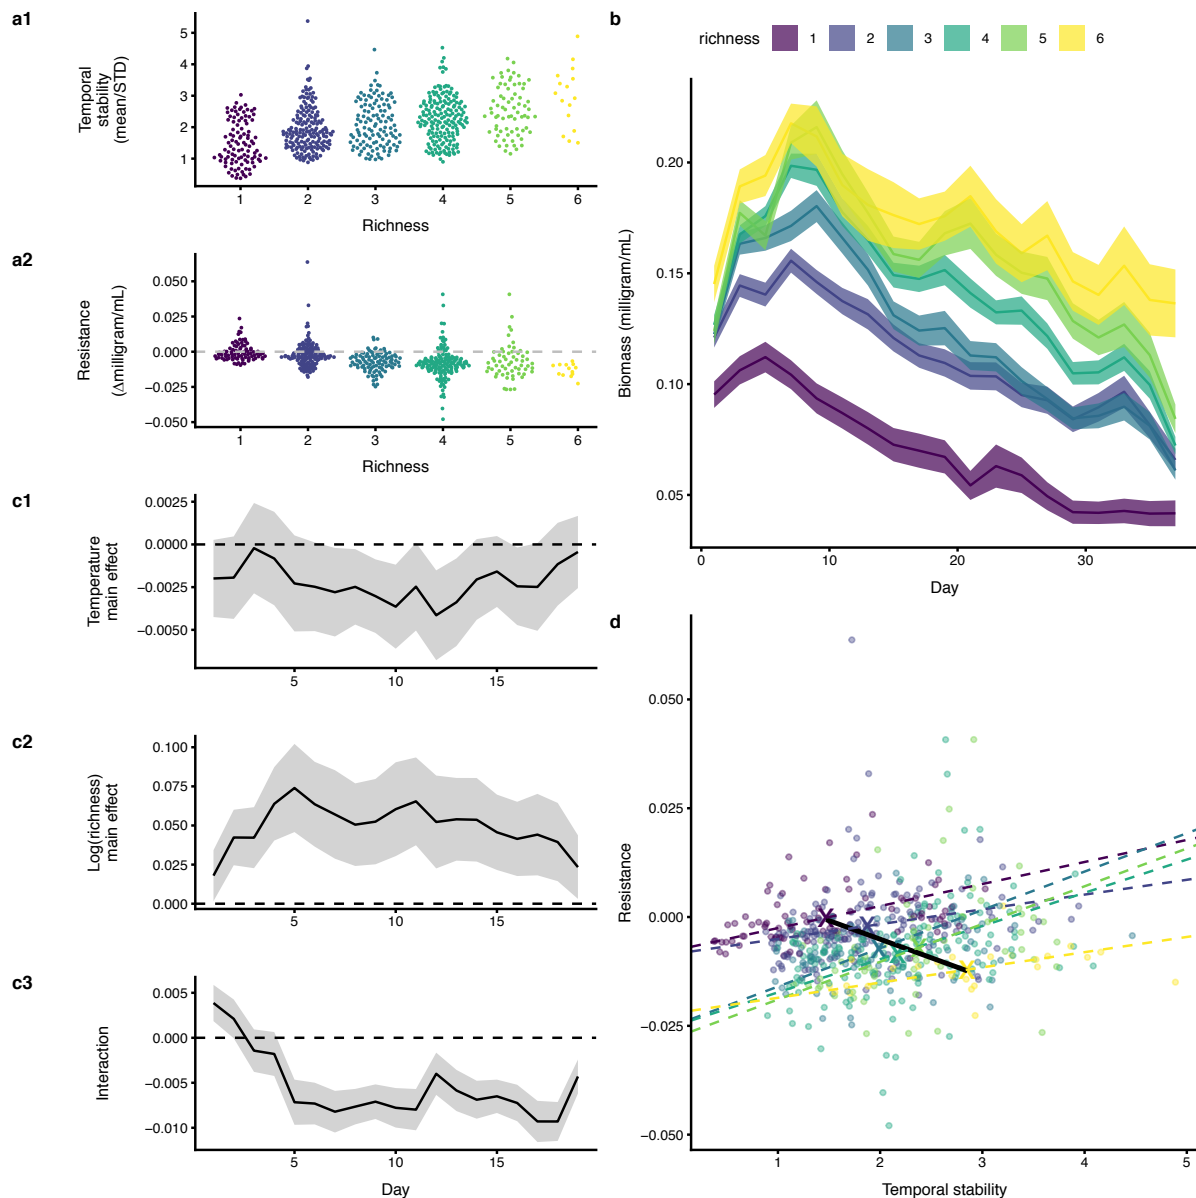 a1
Temporal
stability
(mean/STD)
5
4
3
2
1
1 2 3 4 5 6
Richness
a2
Resistance
(Δmiligram/mL)
0.050
0.025
0.000
−0.025
−0.050
1 2 3 4 5 6
Richness
c1
Temperature
main effect
0.0025
0.0000
−0.0025
−0.0050
5 10 15
c2
Log(richness)
main effect
0.100
0.075
0.050
0.025
0.000
5 10 15
c3
Interaction
0.005
0.000
−0.005
−0.010
5 10 15
Day
b
richness 1 2 3 4 5 6
Biomass (miligram/mL)
0.20
0.15
0.10
0.05
0 10 20 30
Day
d
Resistance
0.050
0.025
0.000
−0.025
−0.050
1 2 3 4 5
Temporal stability